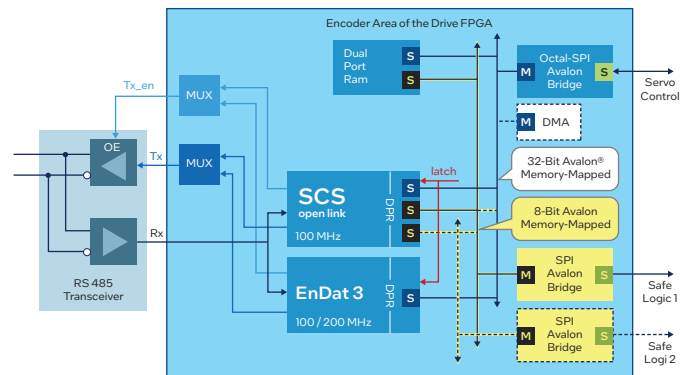 Encoder Area of the Drive FPGA
Dual
Port
Ram
S
S
M
Octal-SPI
Avalon
Bridge
S
Servo
Control
Tx_en
MUX
M
DMA
OE
Tx
MUX
latch
32-Bit Avalon®
Memory-Mapped
SCS
open link
100 MHz
DPR
S
S
S
8-Bit Avalon
Memory-Mapped
Rx
RS 485
Transceiver
EnDat 3
100 / 200 MHz
DPR
S
M
SPI
Avalon
Bridge
S
Safe
Logic 1
M
SPI
Avalon
Bridge
S
Safe
Logi 2